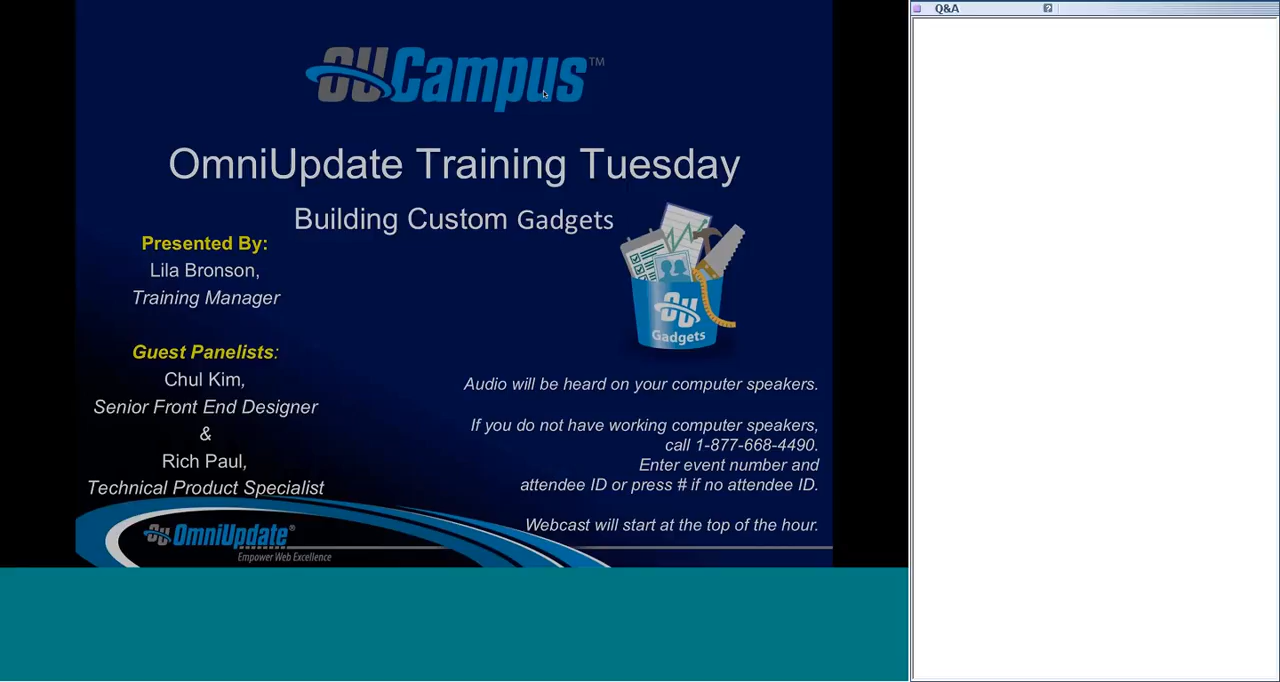 Q&A
OUCampus™
OmniUpdate Training Tuesday
Building Custom Gadgets
Presented By:
Lila Bronson,
Training Manager
Guest Panelists:
Chul Kim,
Senior Front End Designer
&
Rich Paul,
Technical Product Specialist
OU
Gadgets
Audio will be heard on your computer speakers.
If you do not have working computer speakers,
call 1-877-668-4490.
Enter event number and
attendee ID or press # if no attendee ID.
Webcast will start at the top of the hour.
OU OmniUpdate®
Empower Web Excellence